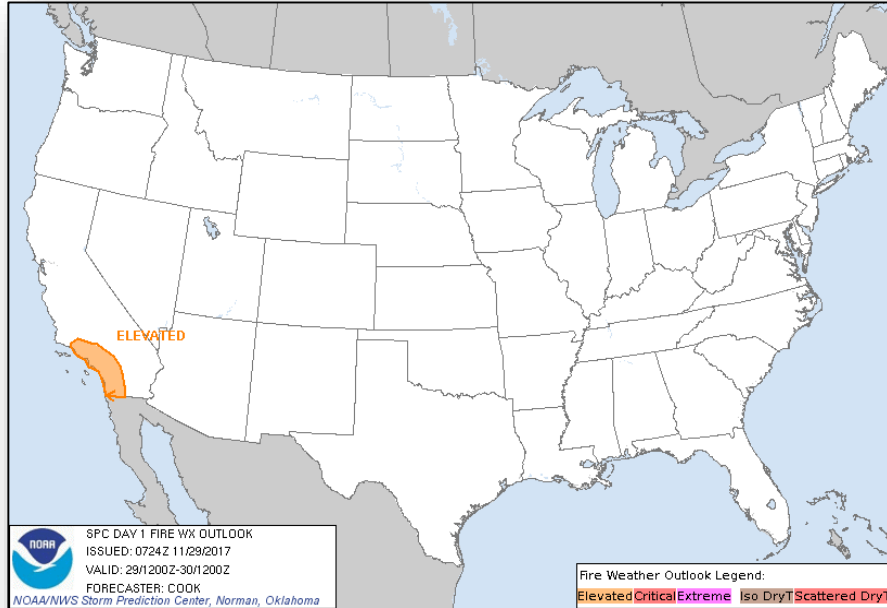 ELEVATED
NOAA
SPC DAY 1 FIRE WX OUTLOOK
ISSUED: 0724Z 11/29/2017
VALID: 29/1200Z-30/1200Z
FORECASTER: COOK
NOAA/NWS Storm Prediction Center, Norman, Oklahoma
Fire Weather Outlook Legend:
Elevated Critical Extreme Iso DryT Scattered DryT